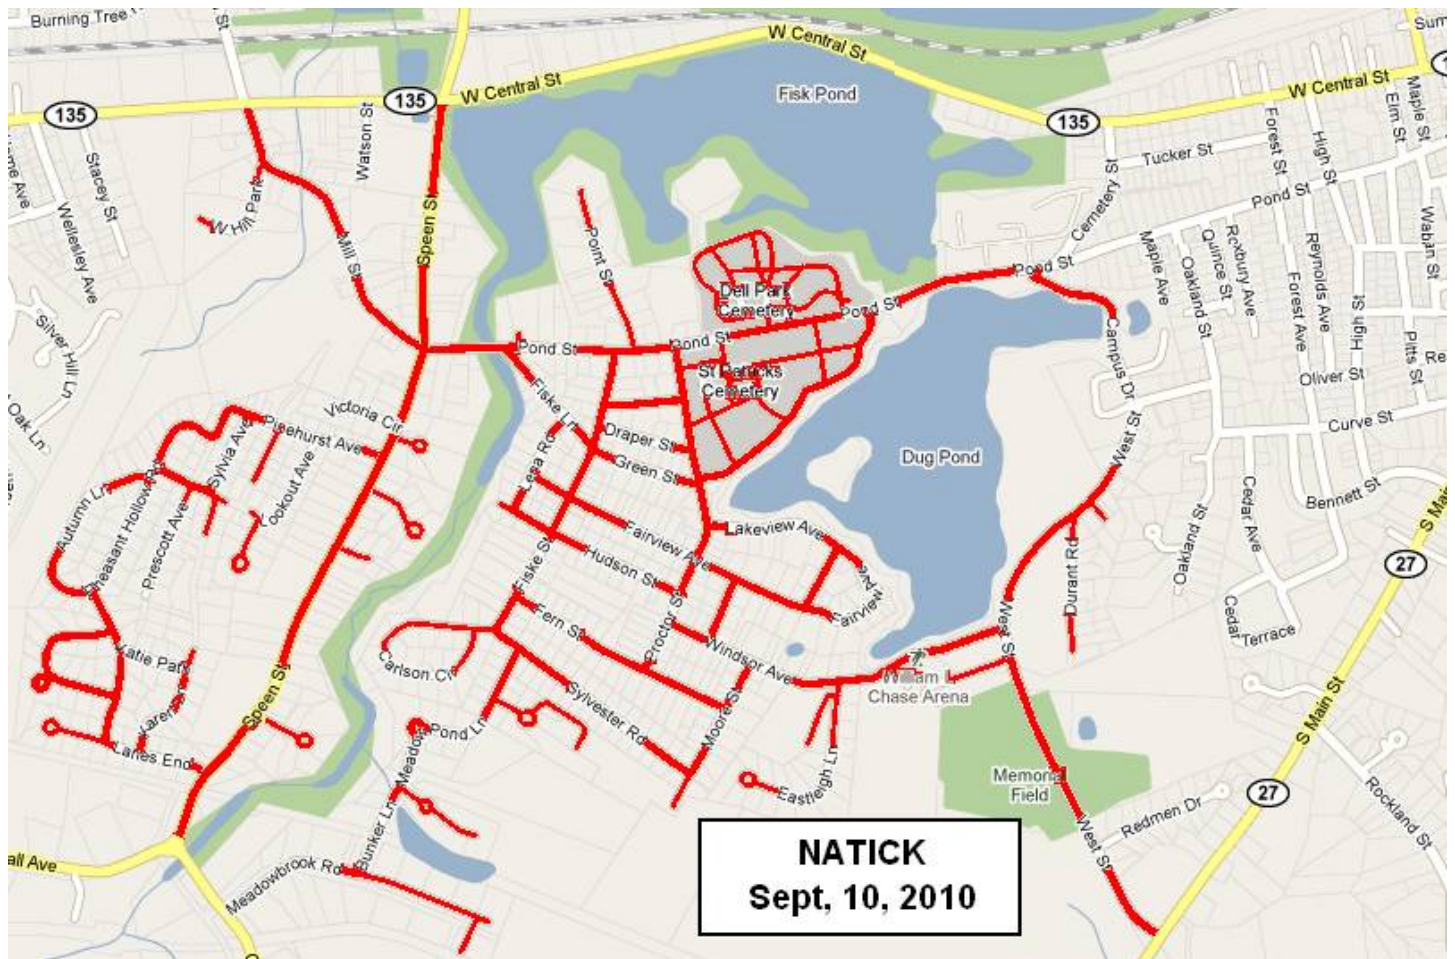 Burning Tree
St
W Central St
W Central St
Fisk Pond
W Central St
Sum
135
135
135
Watson St
Stacey St
Wellesley Ave
W Hill Park
Mill St
Speen St
Point St
Tucker St
Cemetery St
Pond St
Forest St
High St
Elm St
Maple St
Waban St
Maple Ave
Oakland St
Quince St
Roxbury Ave
Forest Ave
Reynolds Ave
High St
Pitts St
Re
Dell Park
Cemetery
Pond St
Pond St
Pond St
Pond St
St Patricks
Cemetery
Silver Hill Ln
Oak Ln
Victoria Cir
Pinehurst Ave
Sylvia Ave
Lookout Ave
Fiske Ln
Draper St
Green St
Dug Pond
Campus Dr
West St
Oliver St
Curve St
Bennett St
Cedar Ave
Oakland St
S Main
27
Autumn Ln
Pheasant Hollow Rd
Prescott Ave
Lakeview Ave
Fairview Ave
Hudson St
Fiske St
Fern St
Proctor St
Fairview
Ave
Durant Rd
West St
Cedar
Terrace
Latie Path
Karen
Carlson Cir
Windsor Ave
Sylvester Rd
Moore St
William L
Chase Arena
Speen St
Lanes End
Meadow
Pond Ln
Eastleigh Ln
Memorial
Field
S Main St
27
Redmen Dr
Rockland St
West St
Bunker Ln
Meadowbrook Rd
all Ave
NATICK
Sept, 10, 2010